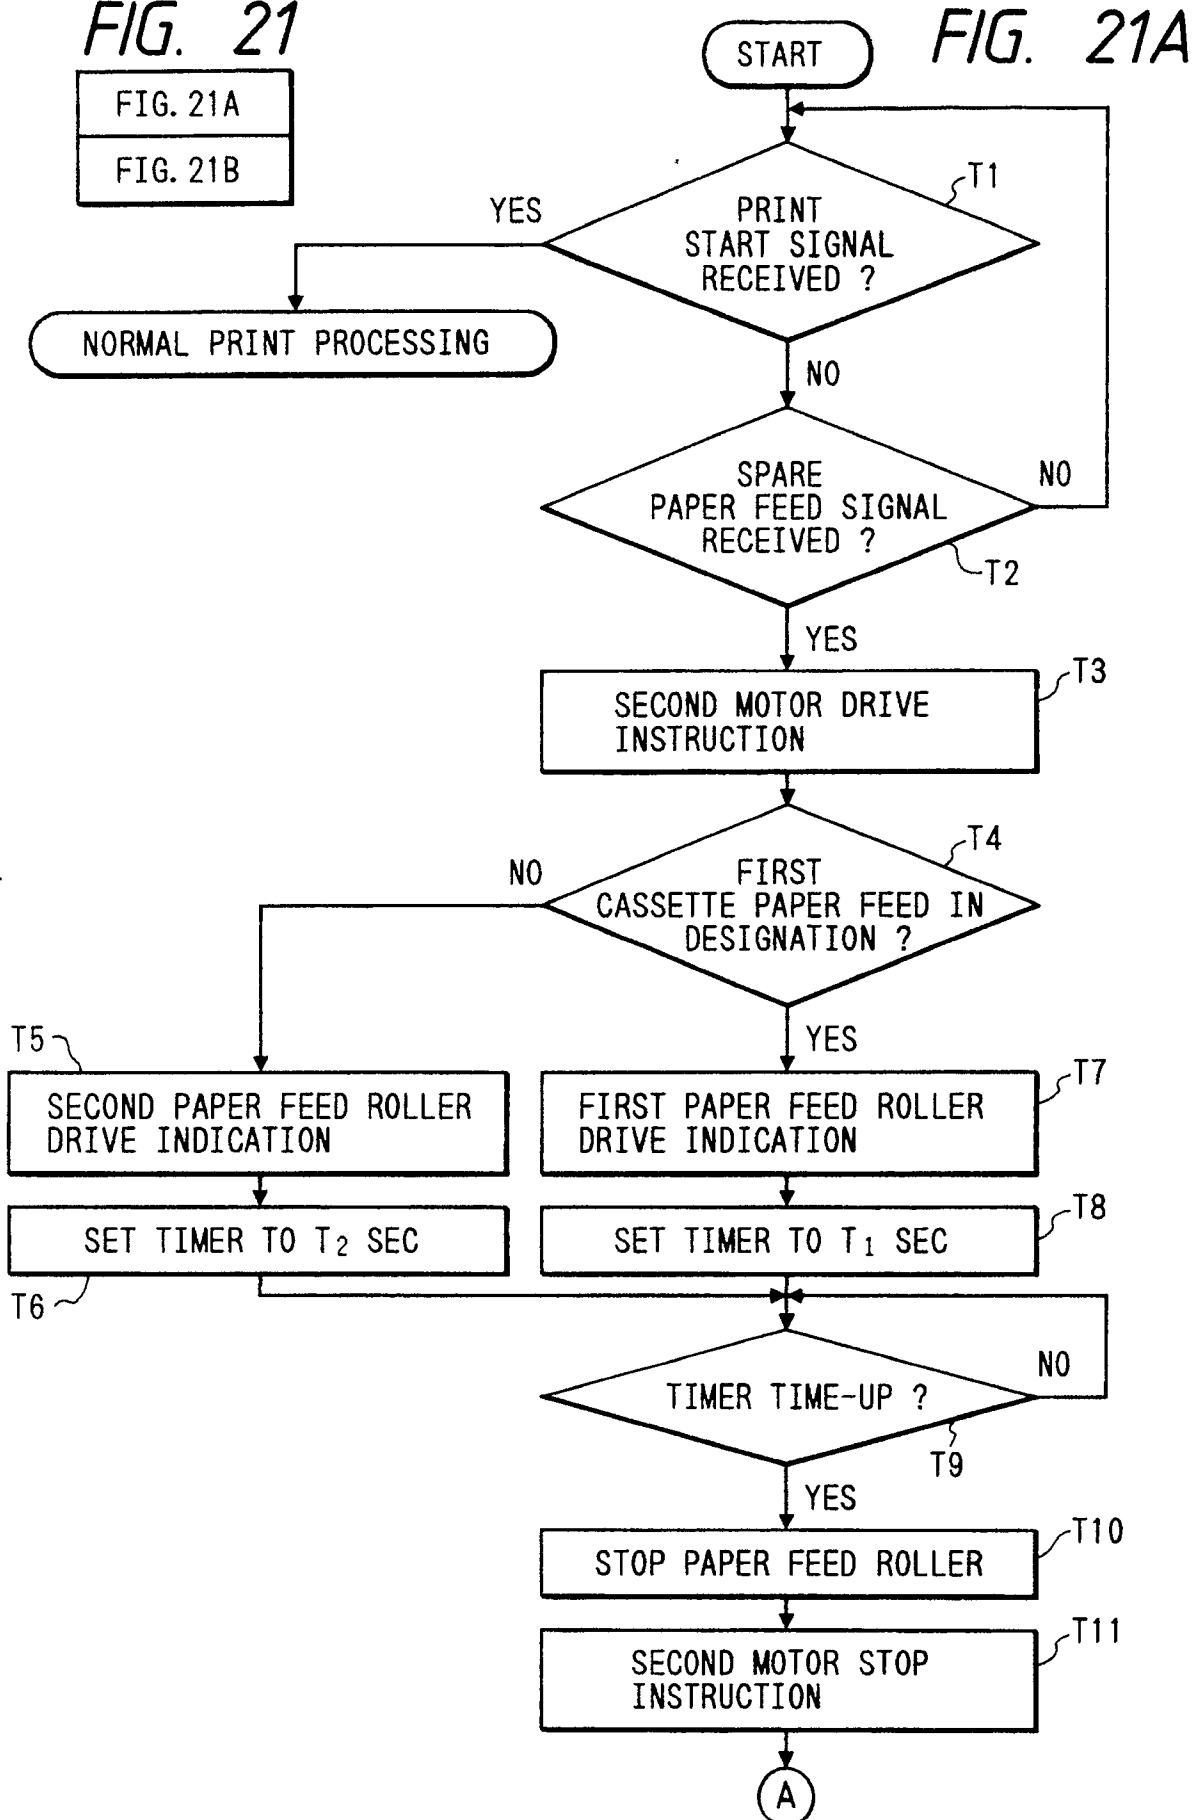 FIG. 21
FIG. 21A
FIG. 21A
FIG. 21B
START
T1
PRINT
START SIGNAL
RECEIVED ?
YES
NORMAL PRINT PROCESSING
NO
SPARE
PAPER FEED SIGNAL
RECEIVED ?
NO
T2
YES
T3
SECOND MOTOR DRIVE
INSTRUCTION
T4
NO
FIRST
CASSETTE PAPER FEED IN
DESIGNATION ?
YES
T5
SECOND PAPER FEED ROLLER
DRIVE INDICATION
T7
FIRST PAPER FEED ROLLER
DRIVE INDICATION
SET TIMER TO T2 SEC
T6
T8
SET TIMER TO T1 SEC
NO
TIMER TIME-UP ?
T9
YES
T10
STOP PAPER FEED ROLLER
T11
SECOND MOTOR STOP
INSTRUCTION
A